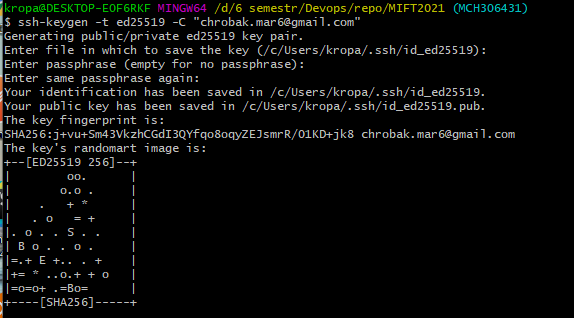 kropa@DESKTOP-EOF6RKF MINGW64 /d/6 semestr/Devops/repo/MIFT2021 (MCH306431)
$ ssh-keygen -t ed25519 -C "chrobak.mar6@gmail.com"
Generating public/private ed25519 key pair.
Enter file in which to save the key (/c/Users/kropa/.ssh/id_ed25519):
Enter passphrase (empty for no passphrase):
Enter same passphrase again:
Your identification has been saved in /c/Users/kropa/.ssh/id_ed25519.
Your public key has been saved in /c/Users/kropa/.ssh/id_ed25519.pub.
The key fingerprint is:
SHA256:j+vu+Sm43VkzhCGdI3QYfqo8oqyZEJsmrR/O1KD+jk8 chrobak.mar6@gmail.com
The key's randomart image is:
+--[ED25519 256]--+
|        oo.      |
|       o.o .     |
|    .   + *      |
|   . o   = +     |
|. o . . S . .    |
| B o . . o .     |
|=.+ E +.. . +    |
|+= * ..o.+ + o   |
|=o=o+ .=Bo=      |
+----[SHA256]-----+